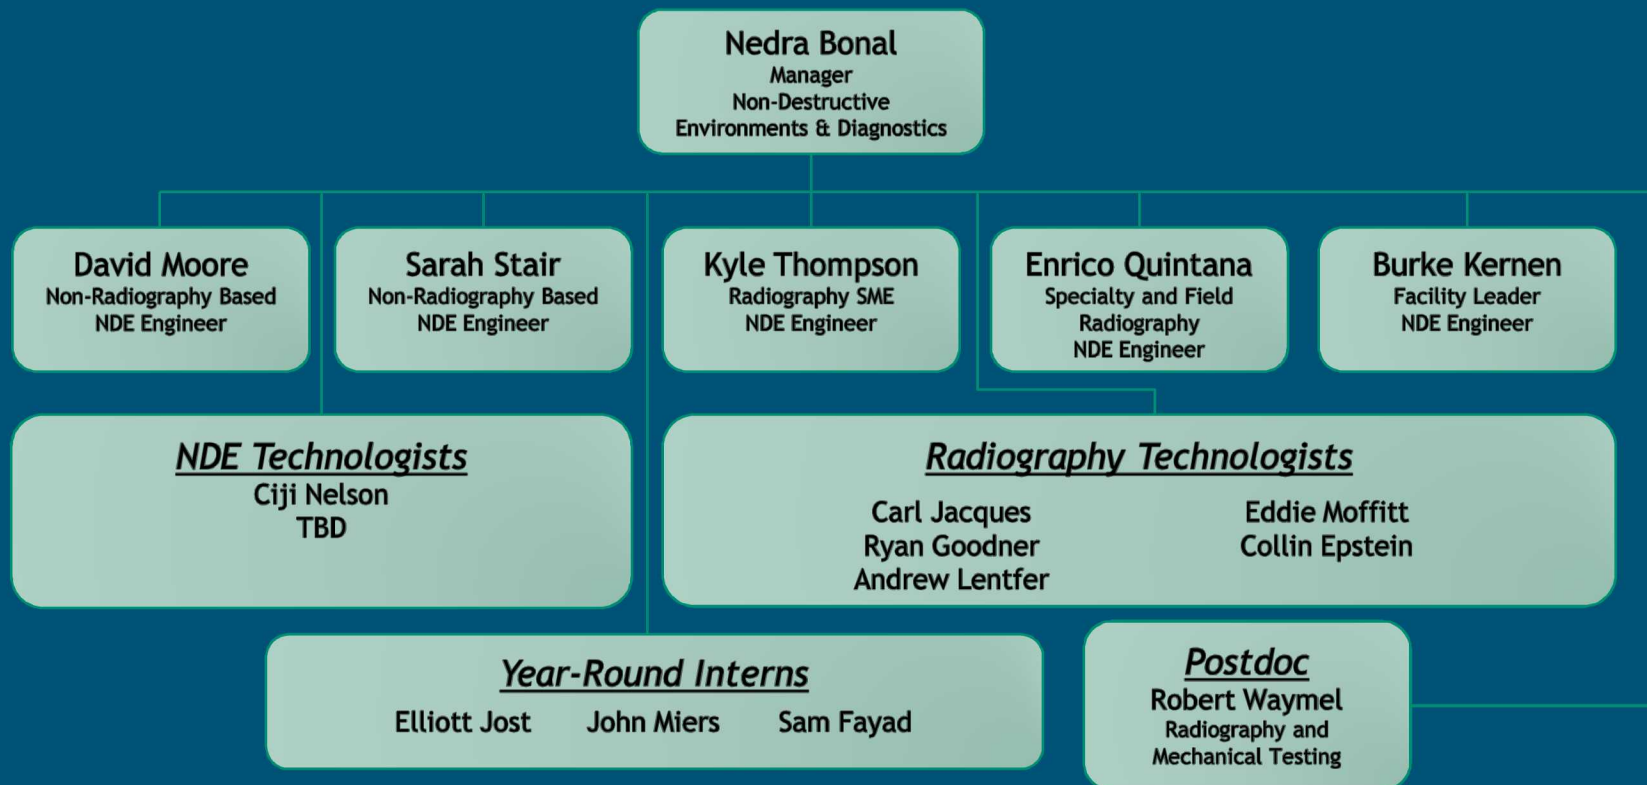 Nedra Bonal
Manager
Non-Destructive
Environments & Diagnostics
David Moore
Non-Radiography Based
NDE Engineer
Sarah Stair
Non-Radiography Based
NDE Engineer
Kyle Thompson
Radiography SME
NDE Engineer
Enrico Quintana
Specialty and Field
Radiography
NDE Engineer
Burke Kernen
Facility Leader
NDE Engineer
NDE Technologists
Ciji Nelson
TBD
Radiography Technologists
Carl Jacques
Ryan Goodner
Andrew Lentfer
Eddie Moffitt
Collin Epstein
Year-Round Interns
Elliott Jost John Miers Sam Fayad
Postdoc
Robert Waymel
Radiography and
Mechanical Testing